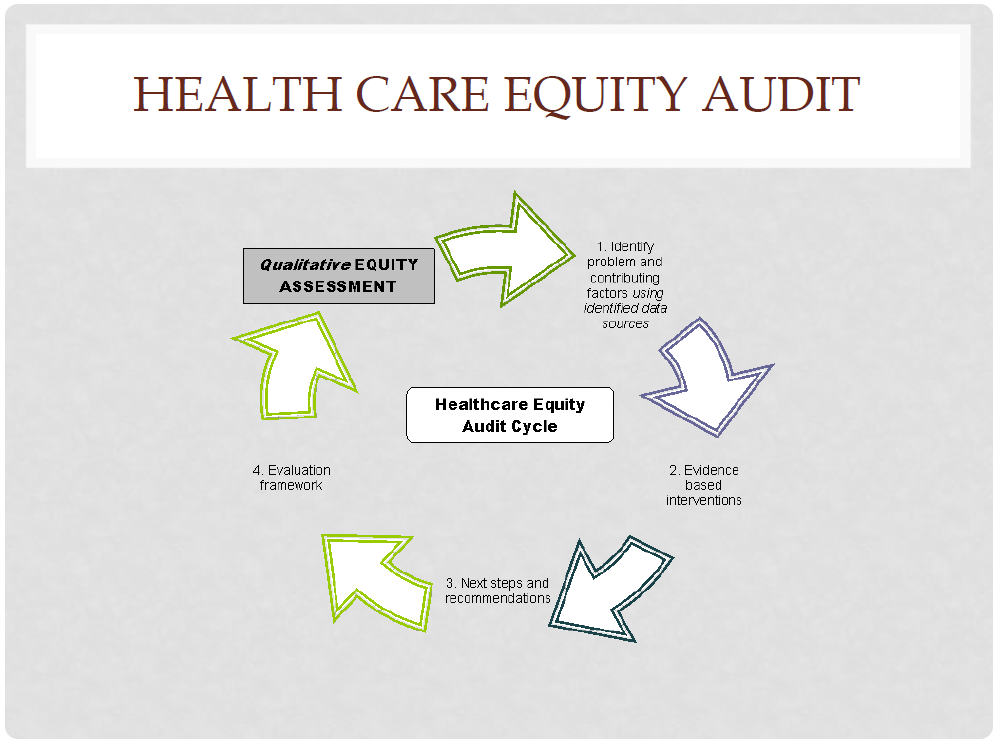 HEALTH CARE EQUITY AUDIT
Qualitative EQUITY
ASSESSMENT
1. Identify
problem and
contributing
factors using
identified data
sources
Healthcare Equity
Audit Cycle
2. Evidence
based
interventions
3. Next steps and
recommendations
4. Evaluation
framework